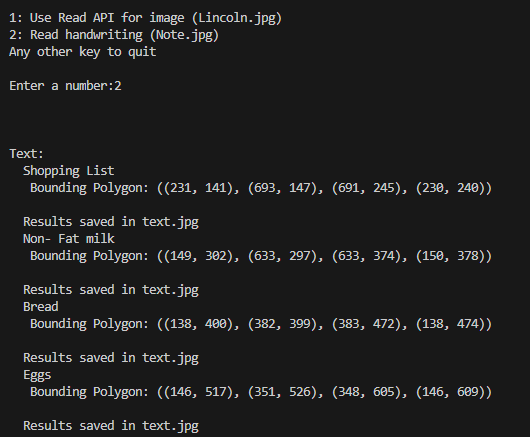 1: Use Read API for image (Lincoln.jpg)
2: Read handwriting (Note.jpg)
Any other key to quit
Enter a number:2
Text:
Shopping List
Bounding Polygon: ((231, 141), (693, 147), (691, 245), (230, 240))
Results saved in text.jpg
Non- Fat milk
Bounding Polygon: ((149, 302), (633, 297), (633, 374), (150, 378))
Results saved in text.jpg
Bread
Bounding Polygon: ((138, 400), (382, 399), (383, 472), (138, 474))
Results saved in text.jpg
Eggs
Bounding Polygon: ((146, 517), (351, 526), (348, 605), (146, 609))
Results saved in text.jpg